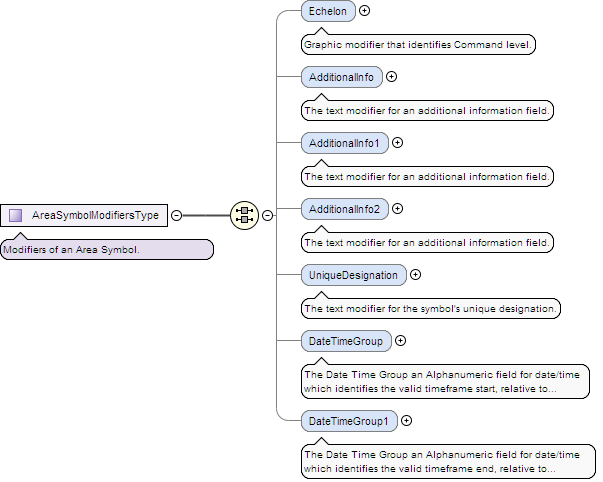 Echelon
Graphic modifier that identifies Command level.
AdditionalInfo
The text modifier for an additional information field.
AdditionalInfo1
The text modifier for an additional information field.
AdditionalInfo2
The text modifier for an additional information field.
AreaSymbolModifiersType
Modifiers of an Area Symbol.
UniqueDesignation
The text modifier for the symbol's unique designation.
DateTimeGroup
The Date Time Group an Alphanumeric field for date/time
which identifies the valid timeframe start, relative to...
DateTimeGroup1
The Date Time Group an Alphanumeric field for date/time
which identifies the valid timeframe end, relative to...